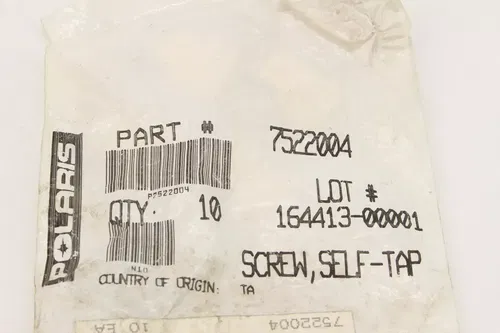 POLARIS
PART # 7522004
P7522004
LOT #
QTY. 10 164413-00001
N10
SCREW, SELF-TAP
COUNTRY OF ORIGIN: TA
7522004
10 EA